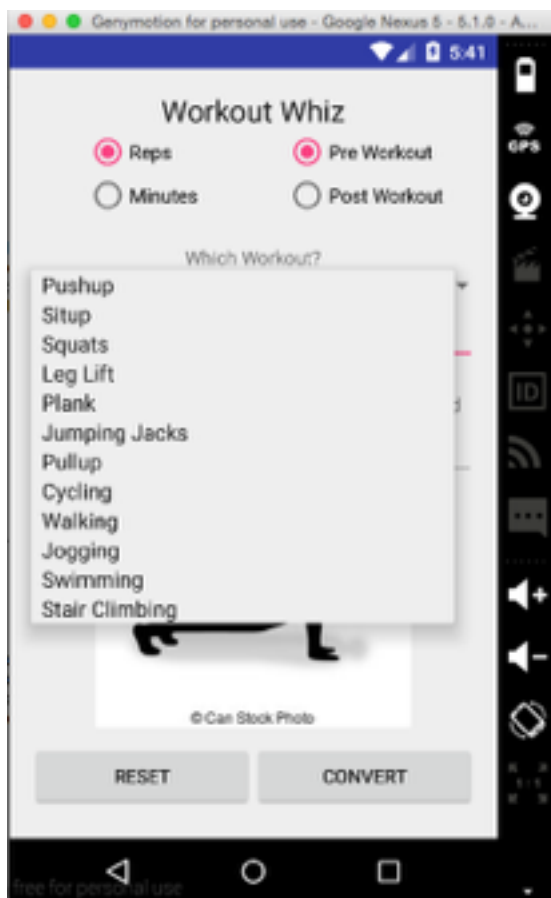 Genymotion for personal use - Google Nexus 5 - 5.1.0 - A...
5:41
Workout Whiz
Reps
Pre Workout
Minutes
Post Workout
Which Workout?
Pushup
Situp
Squats
Leg Lift
Plank
Jumping Jacks
Pullup
Cycling
Walking
Jogging
Swimming
Stair Climbing
© Can Stock Photo
RESET
CONVERT
free for personal use
GPS
ID
1:1